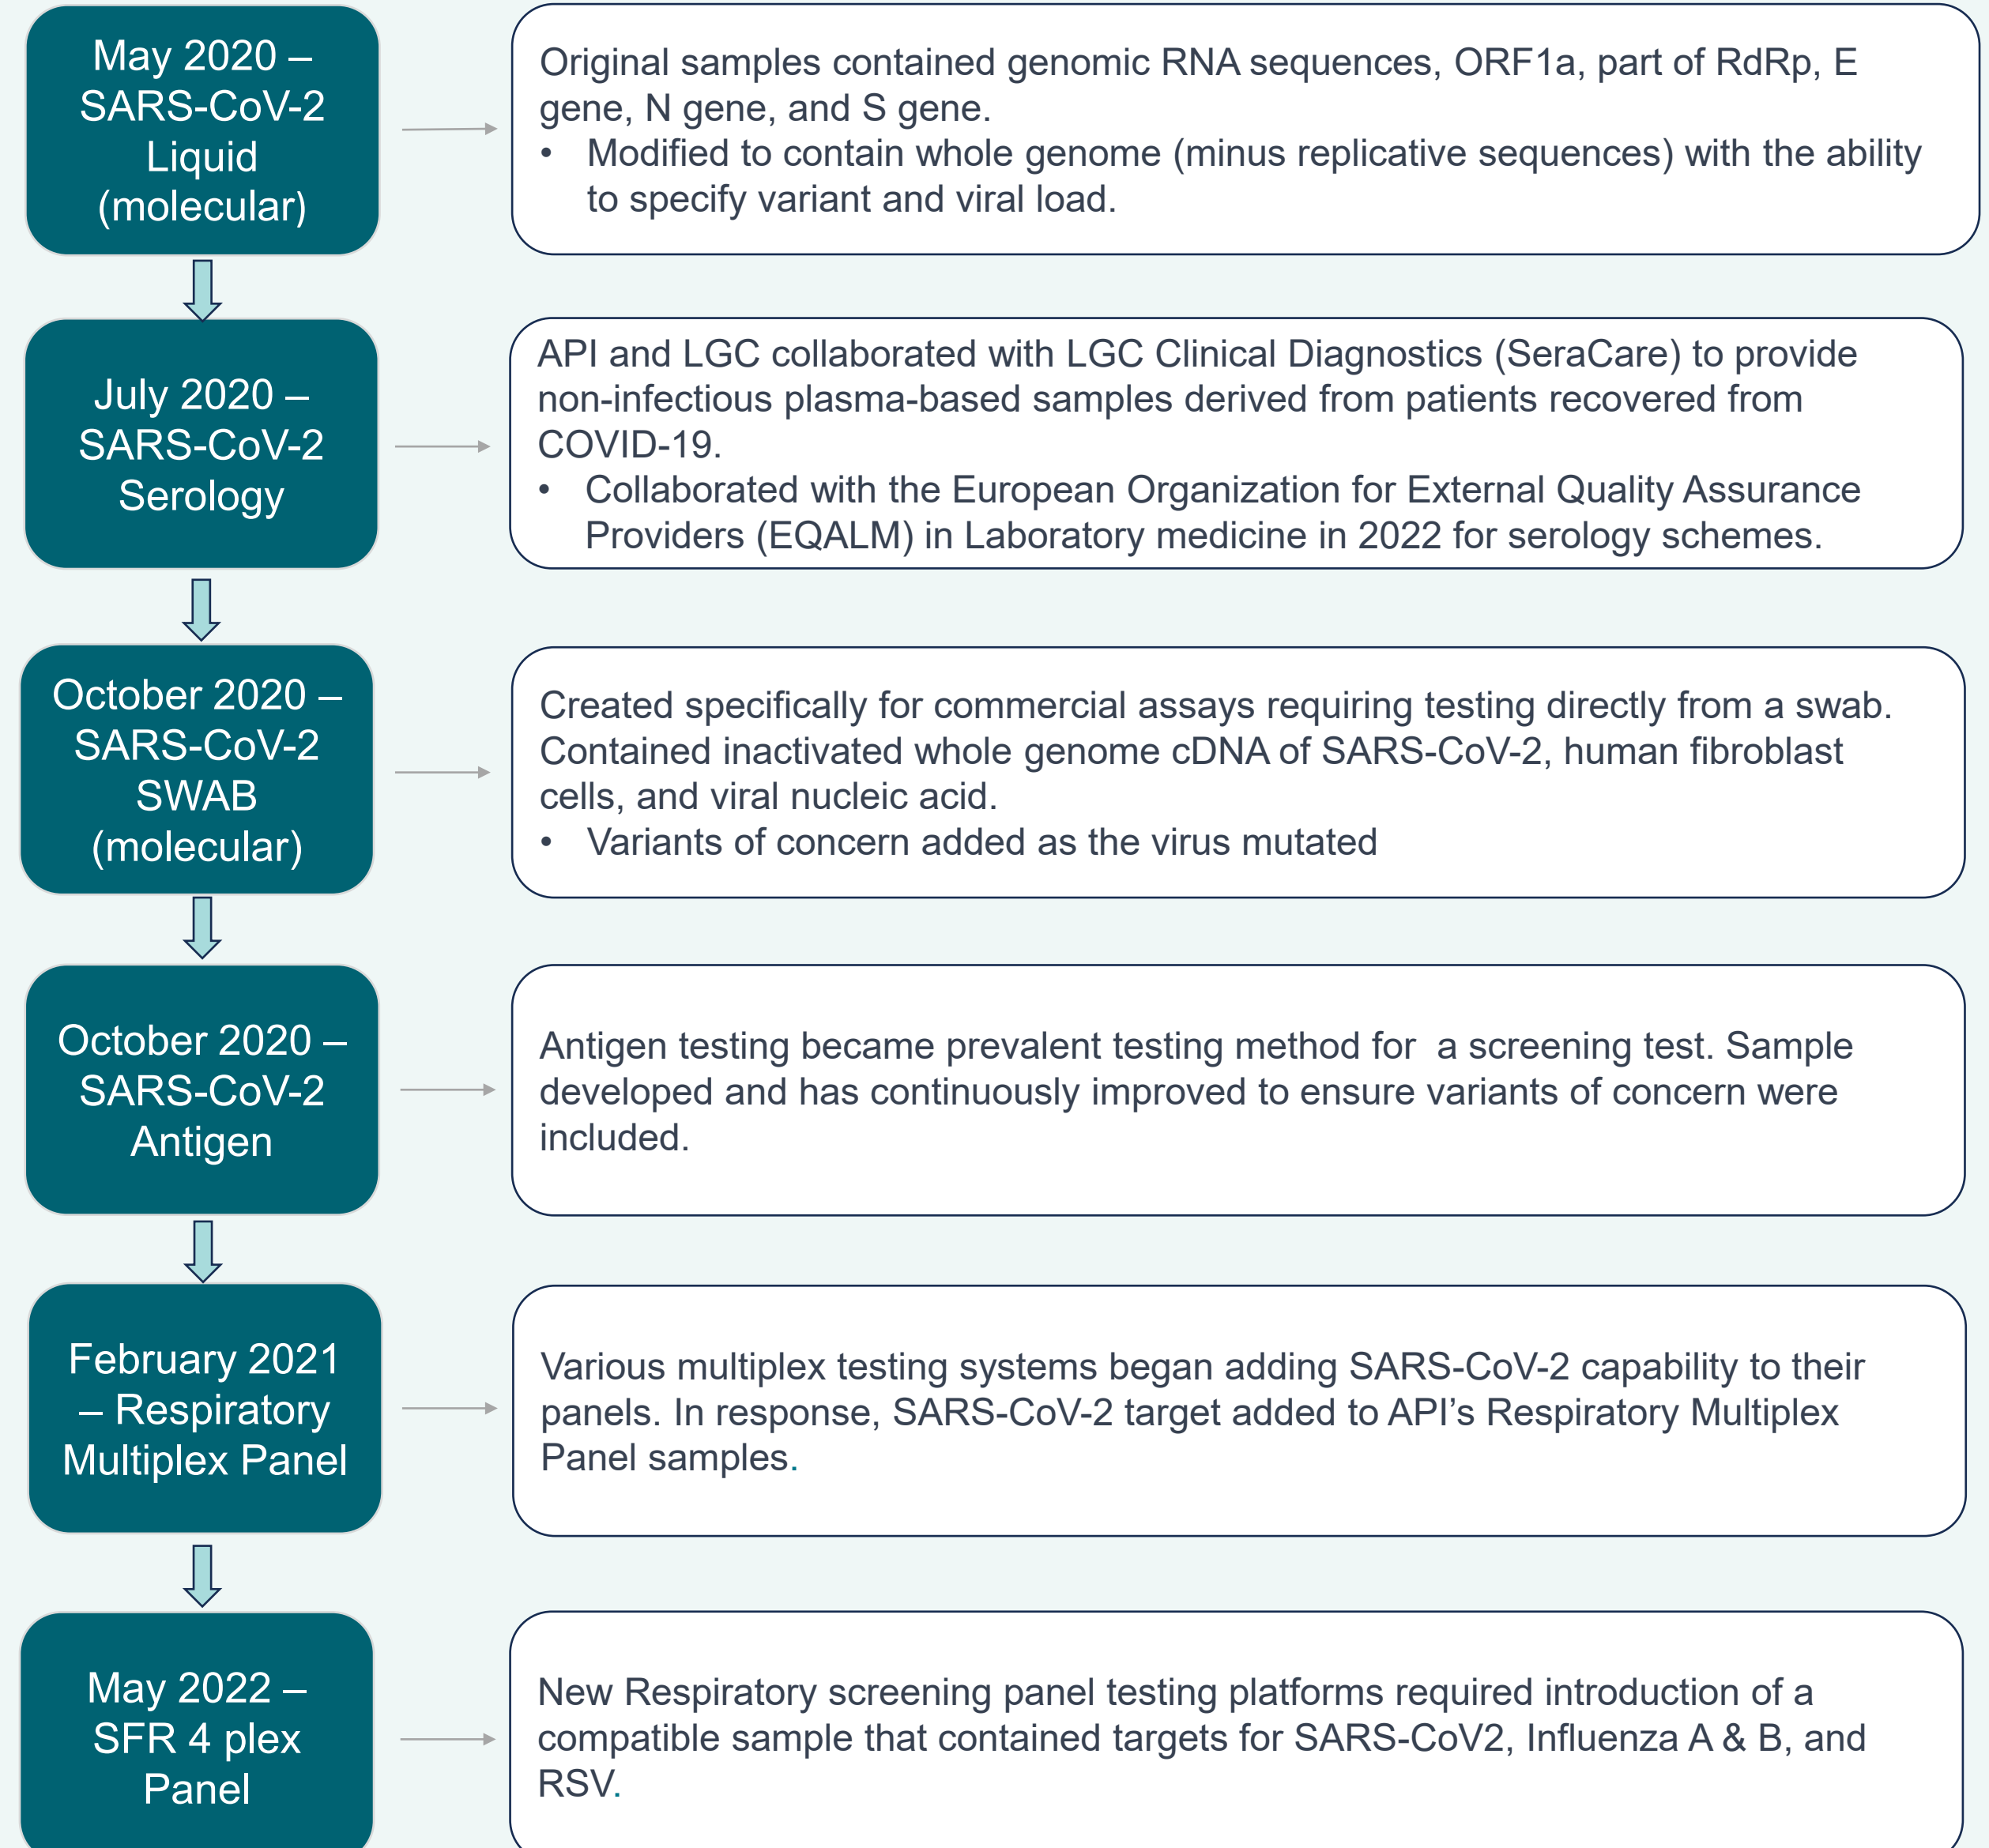 May 2020 –
SARS-CoV-2
Liquid
(molecular)
Original samples contained genomic RNA sequences, ORF1a, part of RdRp, E
gene, N gene, and S gene.
• Modified to contain whole genome (minus replicative sequences) with the ability
to specify variant and viral load.
July 2020 –
SARS-CoV-2
Serology
API and LGC collaborated with LGC Clinical Diagnostics (SeraCare) to provide
non-infectious plasma-based samples derived from patients recovered from
COVID-19.
• Collaborated with the European Organization for External Quality Assurance
Providers (EQALM) in Laboratory medicine in 2022 for serology schemes.
October 2020 –
SARS-CoV-2
SWAB
(molecular)
Created specifically for commercial assays requiring testing directly from a swab.
Contained inactivated whole genome cDNA of SARS-CoV-2, human fibroblast
cells, and viral nucleic acid.
• Variants of concern added as the virus mutated
October 2020 –
SARS-CoV-2
Antigen
Antigen testing became prevalent testing method for  a screening test. Sample
developed and has continuously improved to ensure variants of concern were
included.
February 2021
– Respiratory
Multiplex Panel
Various multiplex testing systems began adding SARS-CoV-2 capability to their
panels. In response, SARS-CoV-2 target added to API’s Respiratory Multiplex
Panel samples.
May 2022 –
SFR 4 plex
Panel
New Respiratory screening panel testing platforms required introduction of a
compatible sample that contained targets for SARS-CoV2, Influenza A & B, and
RSV.